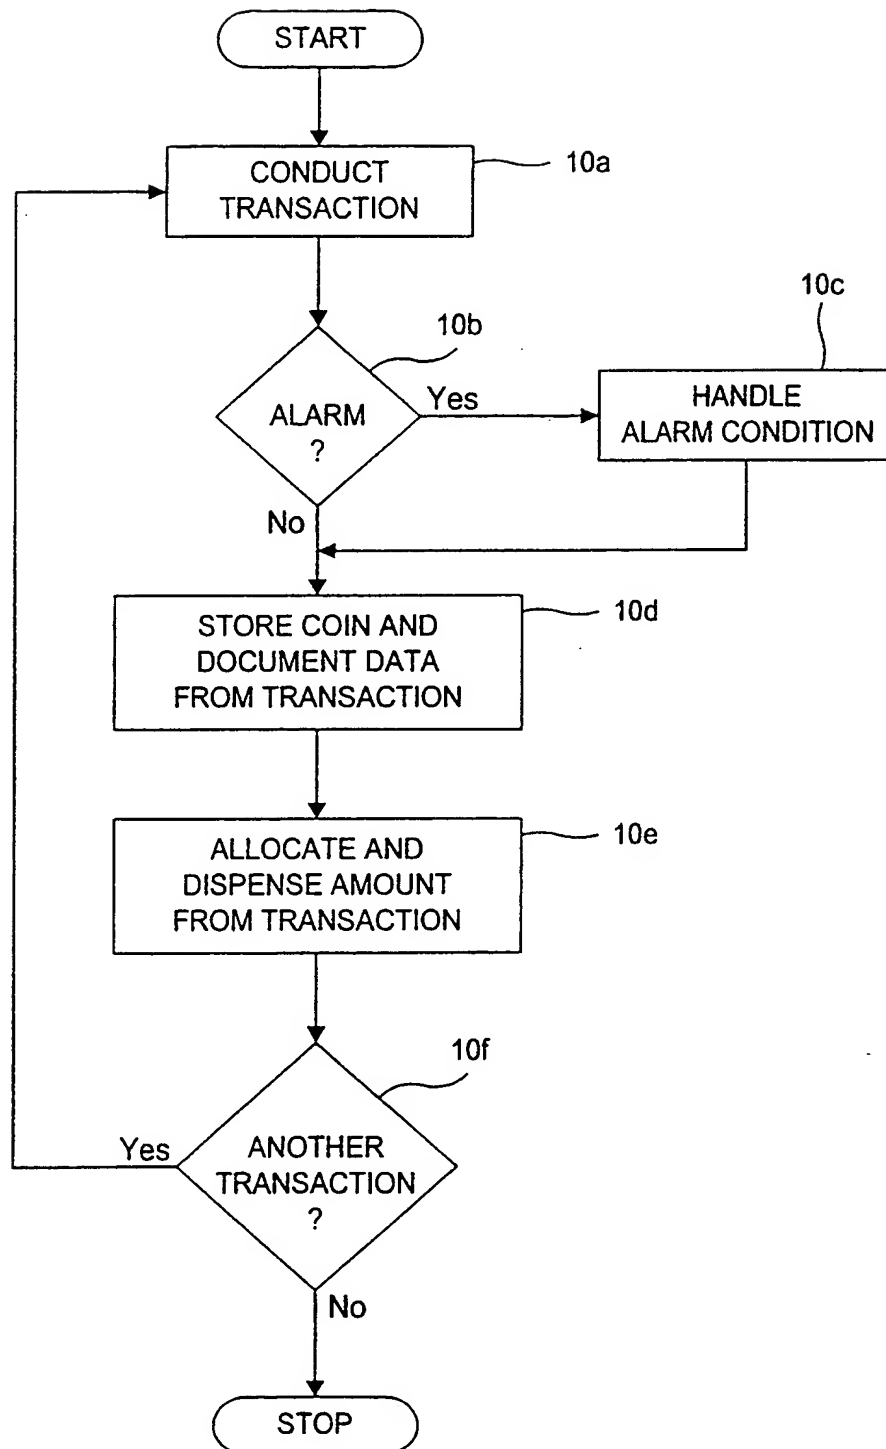 START
CONDUCT
TRANSACTION
10a
10b
10c
ALARM
?
Yes
HANDLE
ALARM CONDITION
No
STORE COIN AND
DOCUMENT DATA
FROM TRANSACTION
10d
ALLOCATE AND
DISPENSE AMOUNT
FROM TRANSACTION
10e
10f
Yes
ANOTHER
TRANSACTION
?
No
STOP